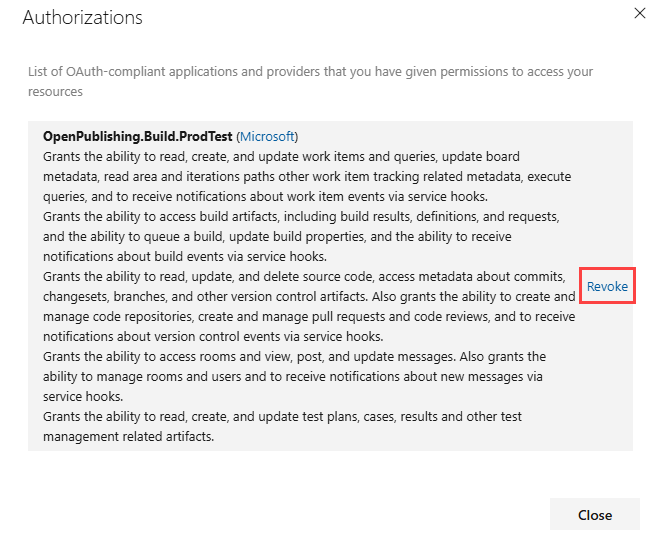 Authorizations
List of OAuth-compliant applications and providers that you have given permissions to access your
resources
OpenPublishing.Build.ProdTest (Microsoft)
Grants the ability to read, create, and update work items and queries, update board
metadata, read area and iterations paths other work item tracking related metadata, execute
queries, and to receive notifications about work item events via service hooks.
Grants the ability to access build artifacts, including build results, definitions, and requests,
and the ability to queue a build, update build properties, and the ability to receive
notifications about build events via service hooks.
Grants the ability to read, update, and delete source code, access metadata about commits,
changesets, branches, and other version control artifacts. Also grants the ability to create and
manage code repositories, create and manage pull requests and code reviews, and to receive
notifications about version control events via service hooks.
Grants the ability to access rooms and view, post, and update messages. Also grants the
ability to manage rooms and users and to receive notifications about new messages via
service hooks.
Grants the ability to read, create, and update test plans, cases, results and other test
management related artifacts.
Revoke
Close